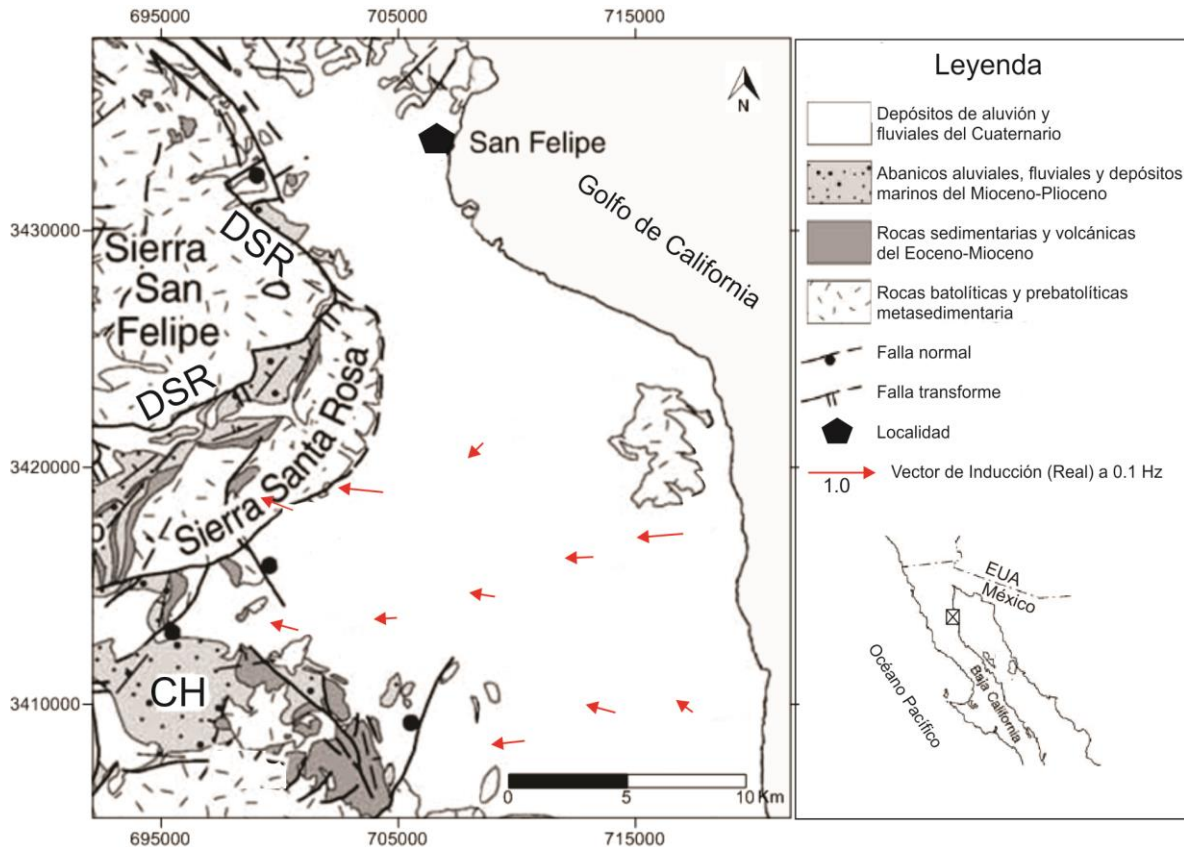 695000
705000
715000
3430000
3420000
3410000
N
San Felipe
Golfo de
California
DSR
Sierra
San
Felipe
DSR
Sierra Santa Rosa
CH
0
5
10 Km
695000
705000
715000
Leyenda
Depósitos de aluvión y
fluviales del Cuaternario
Abanicos aluviales, fluviales y depósitos
marinos del Mioceno-Plioceno
Rocas sedimentarias y volcánicas
del Eoceno-Mioceno
Rocas batolíticas y prebatolíticas
metasedimentaria
Falla normal
Falla transforme
Localidad
Vector de Inducción (Real) a 0.1 Hz
1.0
EUA
México
Océano Pacífico
Baja California